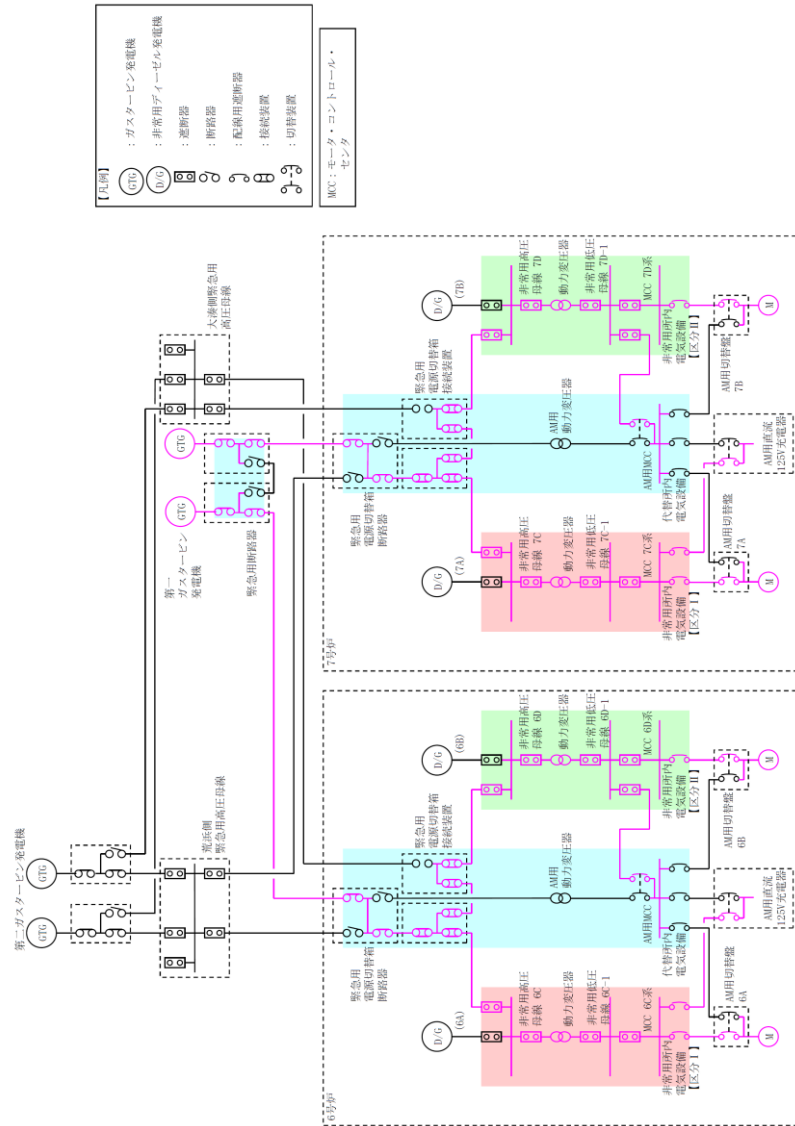 【凡例】
GTG
：ガスタービン発電機
D/G
：非常用ディーゼル発電機
：遮断器
：断路器
：配線用遮断器
：接続装置
：切替装置
MCC：モータ・コントロール・
センタ
第二ガスタービン発電機
GTG
GTG
荒浜側
緊急用高圧母線
大湊側緊急用
高圧母線
第一
ガスタービン
発電機
GTG
GTG
緊急用断路器
6号炉
緊急用
電源切替箱
断路器
緊急用
電源切替箱
接続装置
D/G
(6A)
D/G
(6B)
非常用高圧
母線 6C
動力変圧器
非常用低圧
母線 6C-1
MCC 6C系
非常用所内
電気設備
【区分Ⅰ】
AM用
動力変圧器
AM用MCC
代替所内
電気設備
非常用高圧
母線 6D
動力変圧器
非常用低圧
母線 6D-1
MCC 6D系
非常用所内
電気設備
【区分Ⅱ】
AM用切替盤
6A
M
AM用直流
125V充電器
AM用切替盤
6B
M
7号炉
緊急用
電源切替箱
断路器
緊急用
電源切替箱
接続装置
D/G
(7A)
D/G
(7B)
非常用高圧
母線 7C
動力変圧器
非常用低圧
母線 7C-1
MCC 7C系
非常用所内
電気設備
【区分Ⅰ】
AM用
動力変圧器
AM用MCC
代替所内
電気設備
非常用高圧
母線 7D
動力変圧器
非常用低圧
母線 7D-1
MCC 7D系
非常用所内
電気設備
【区分Ⅱ】
AM用切替盤
7A
M
AM用直流
125V充電器
AM用切替盤
7B
M